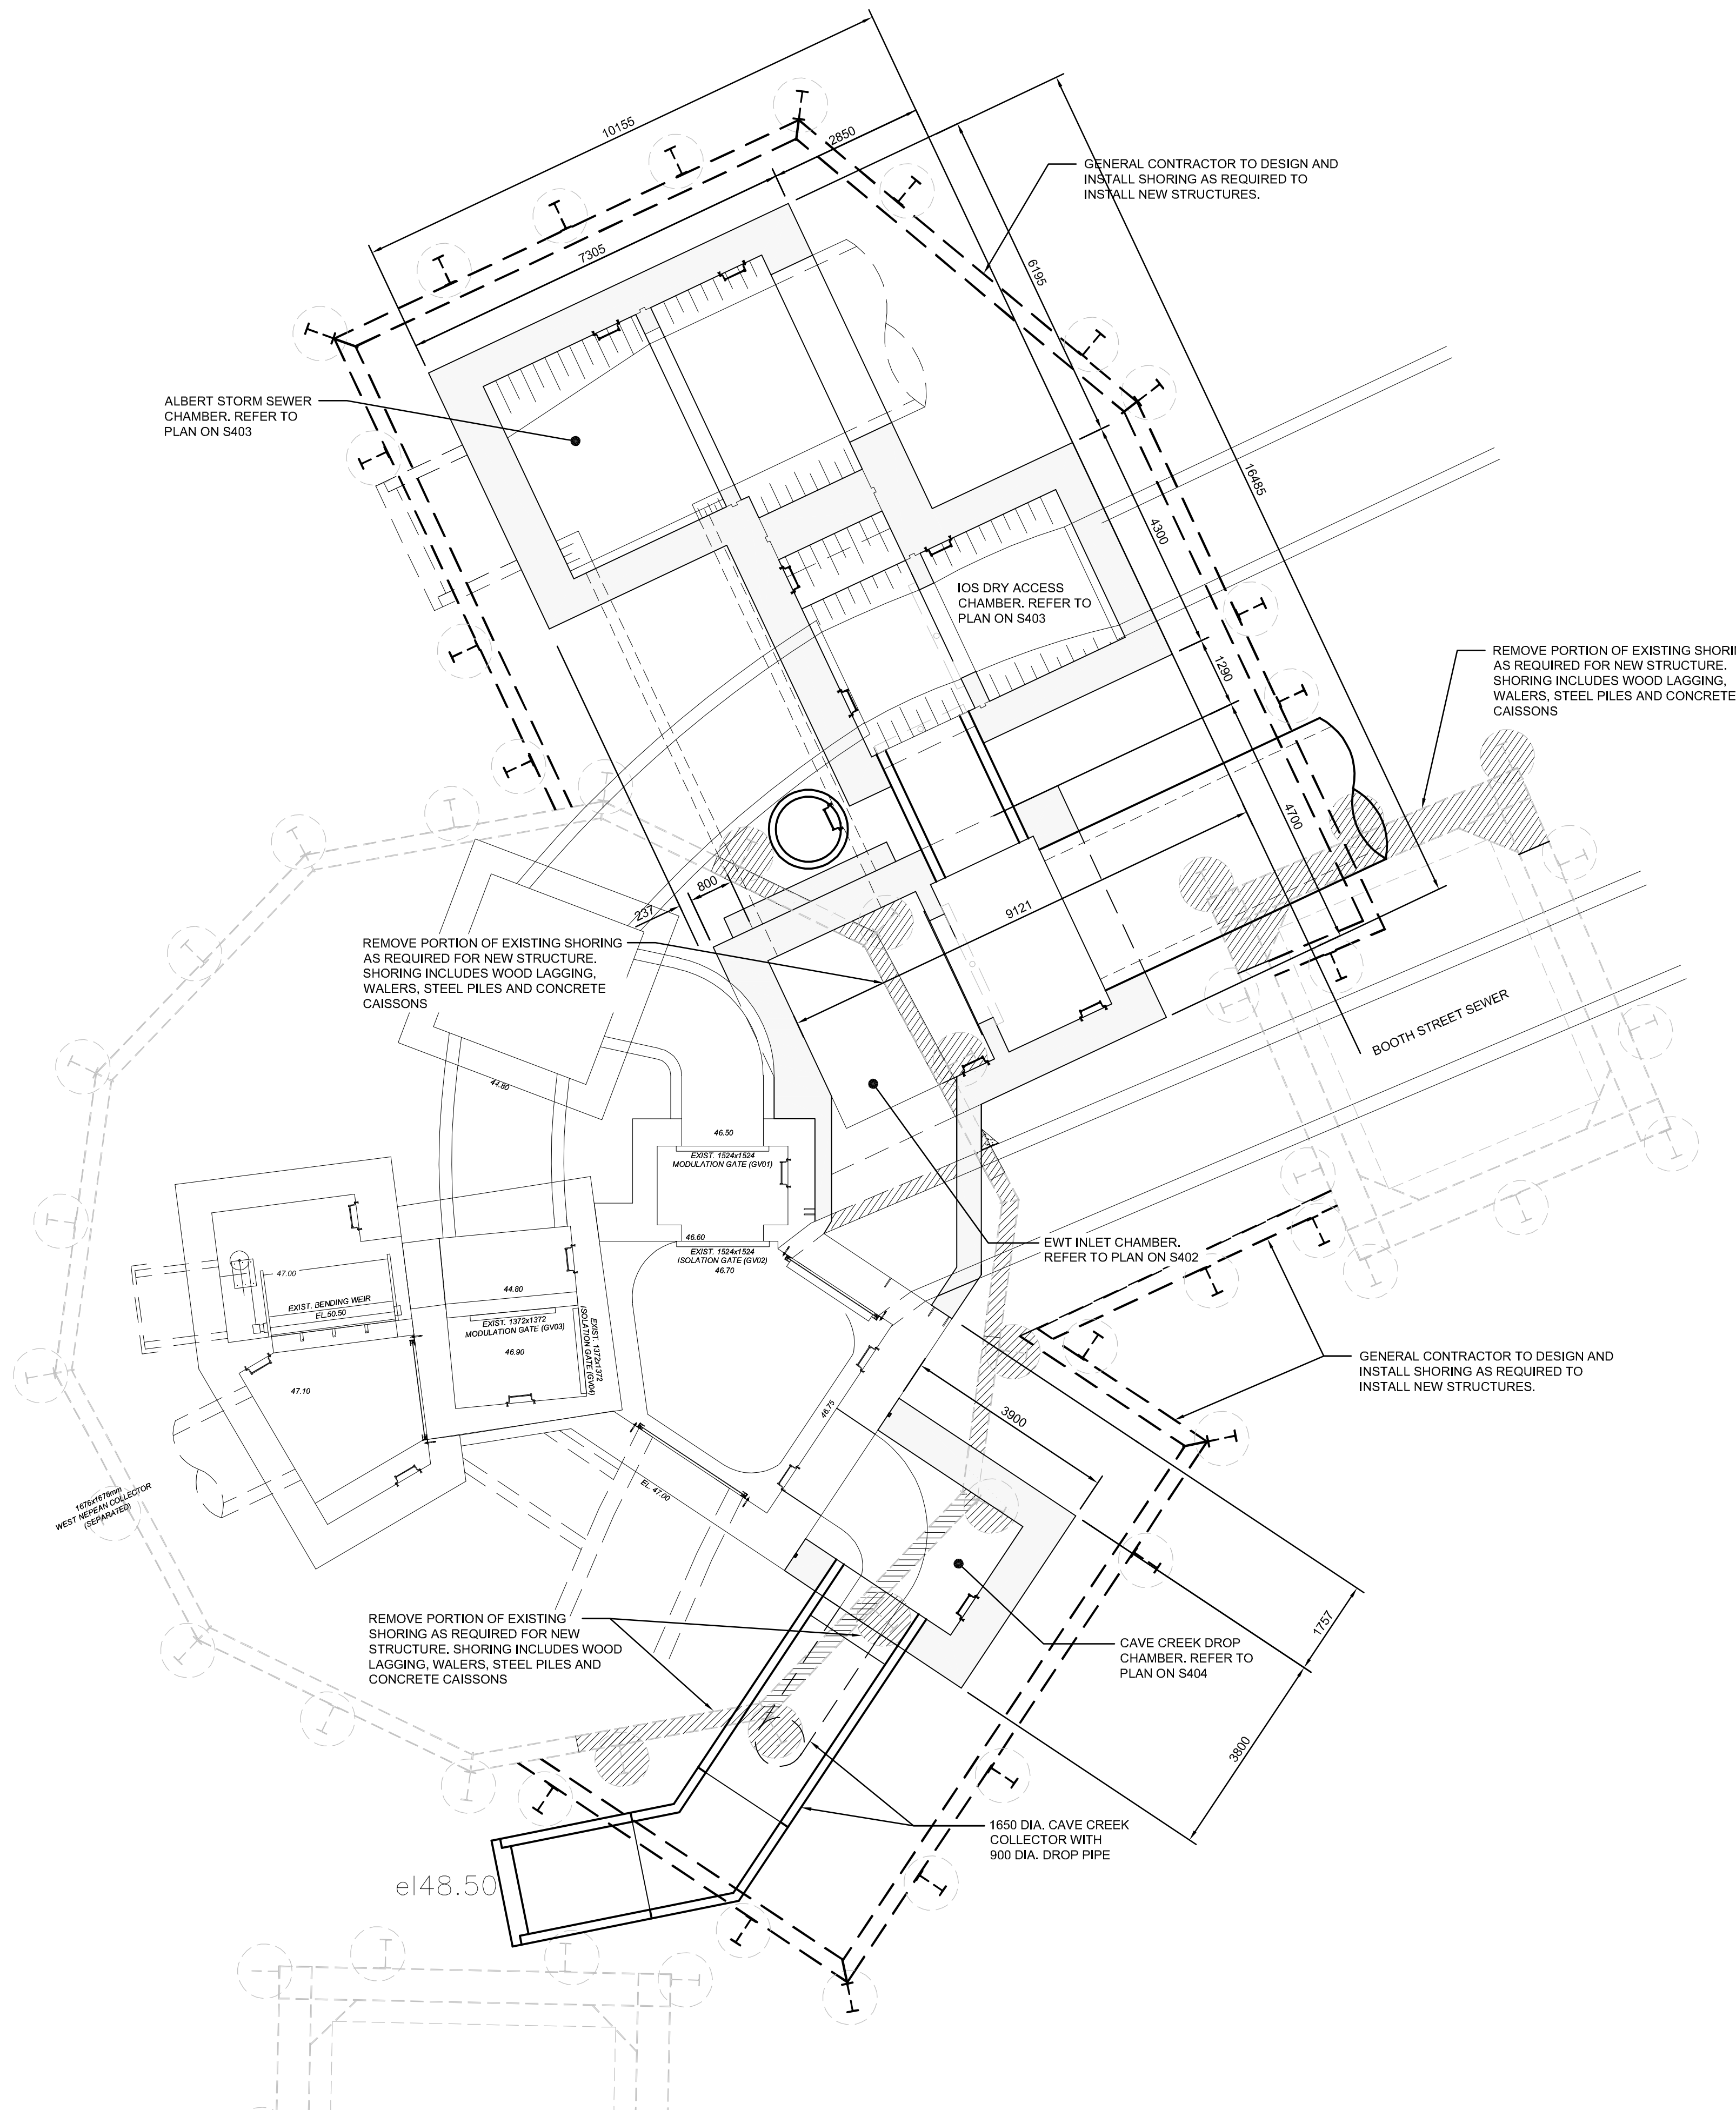 10155
2850
GENERAL CONTRACTOR TO DESIGN AND
INSTALL SHORING AS REQUIRED TO
INSTALL NEW STRUCTURES.
7305
6195
ALBERT STORM SEWER
CHAMBER. REFER TO
PLAN ON S403
16485
4300
IOS DRY ACCESS
CHAMBER. REFER TO
PLAN ON S403
REMOVE PORTION OF EXISTING SHORI
AS REQUIRED FOR NEW STRUCTURE.
SHORING INCLUDES WOOD LAGGING,
WALERS, STEEL PILES AND CONCRETE
CAISSONS
1290
4700
800
237
9121
REMOVE PORTION OF EXISTING SHORING
AS REQUIRED FOR NEW STRUCTURE.
SHORING INCLUDES WOOD LAGGING,
WALERS, STEEL PILES AND CONCRETE
CAISSONS
BOOTH STREET SEWER
44.80
46.50
EXIST. 1524x1524
MODULATION GATE (GV01)
46.60
EXIST. 1524x1524
ISOLATION GATE (GV02)
46.70
EWT INLET CHAMBER.
REFER TO PLAN ON S402
47.00
EXIST. BENDING WEIR
EL.50.50
44.80
EXIST. 1372x1372
MODULATION GATE (GV03)
46.90
EXIST. 1372x1372
ISOLATION GATE (GV04)
47.10
46.75
3900
GENERAL CONTRACTOR TO DESIGN AND
INSTALL SHORING AS REQUIRED TO
INSTALL NEW STRUCTURES.
1676x1676mm
WEST NEPEAN COLLECTOR
(SEPARATED)
EL. 47.00
REMOVE PORTION OF EXISTING
SHORING AS REQUIRED FOR NEW
STRUCTURE. SHORING INCLUDES WOOD
LAGGING, WALERS, STEEL PILES AND
CONCRETE CAISSONS
CAVE CREEK DROP
CHAMBER. REFER TO
PLAN ON S404
1757
3800
1650 DIA. CAVE CREEK
COLLECTOR WITH
900 DIA. DROP PIPE
el48.50